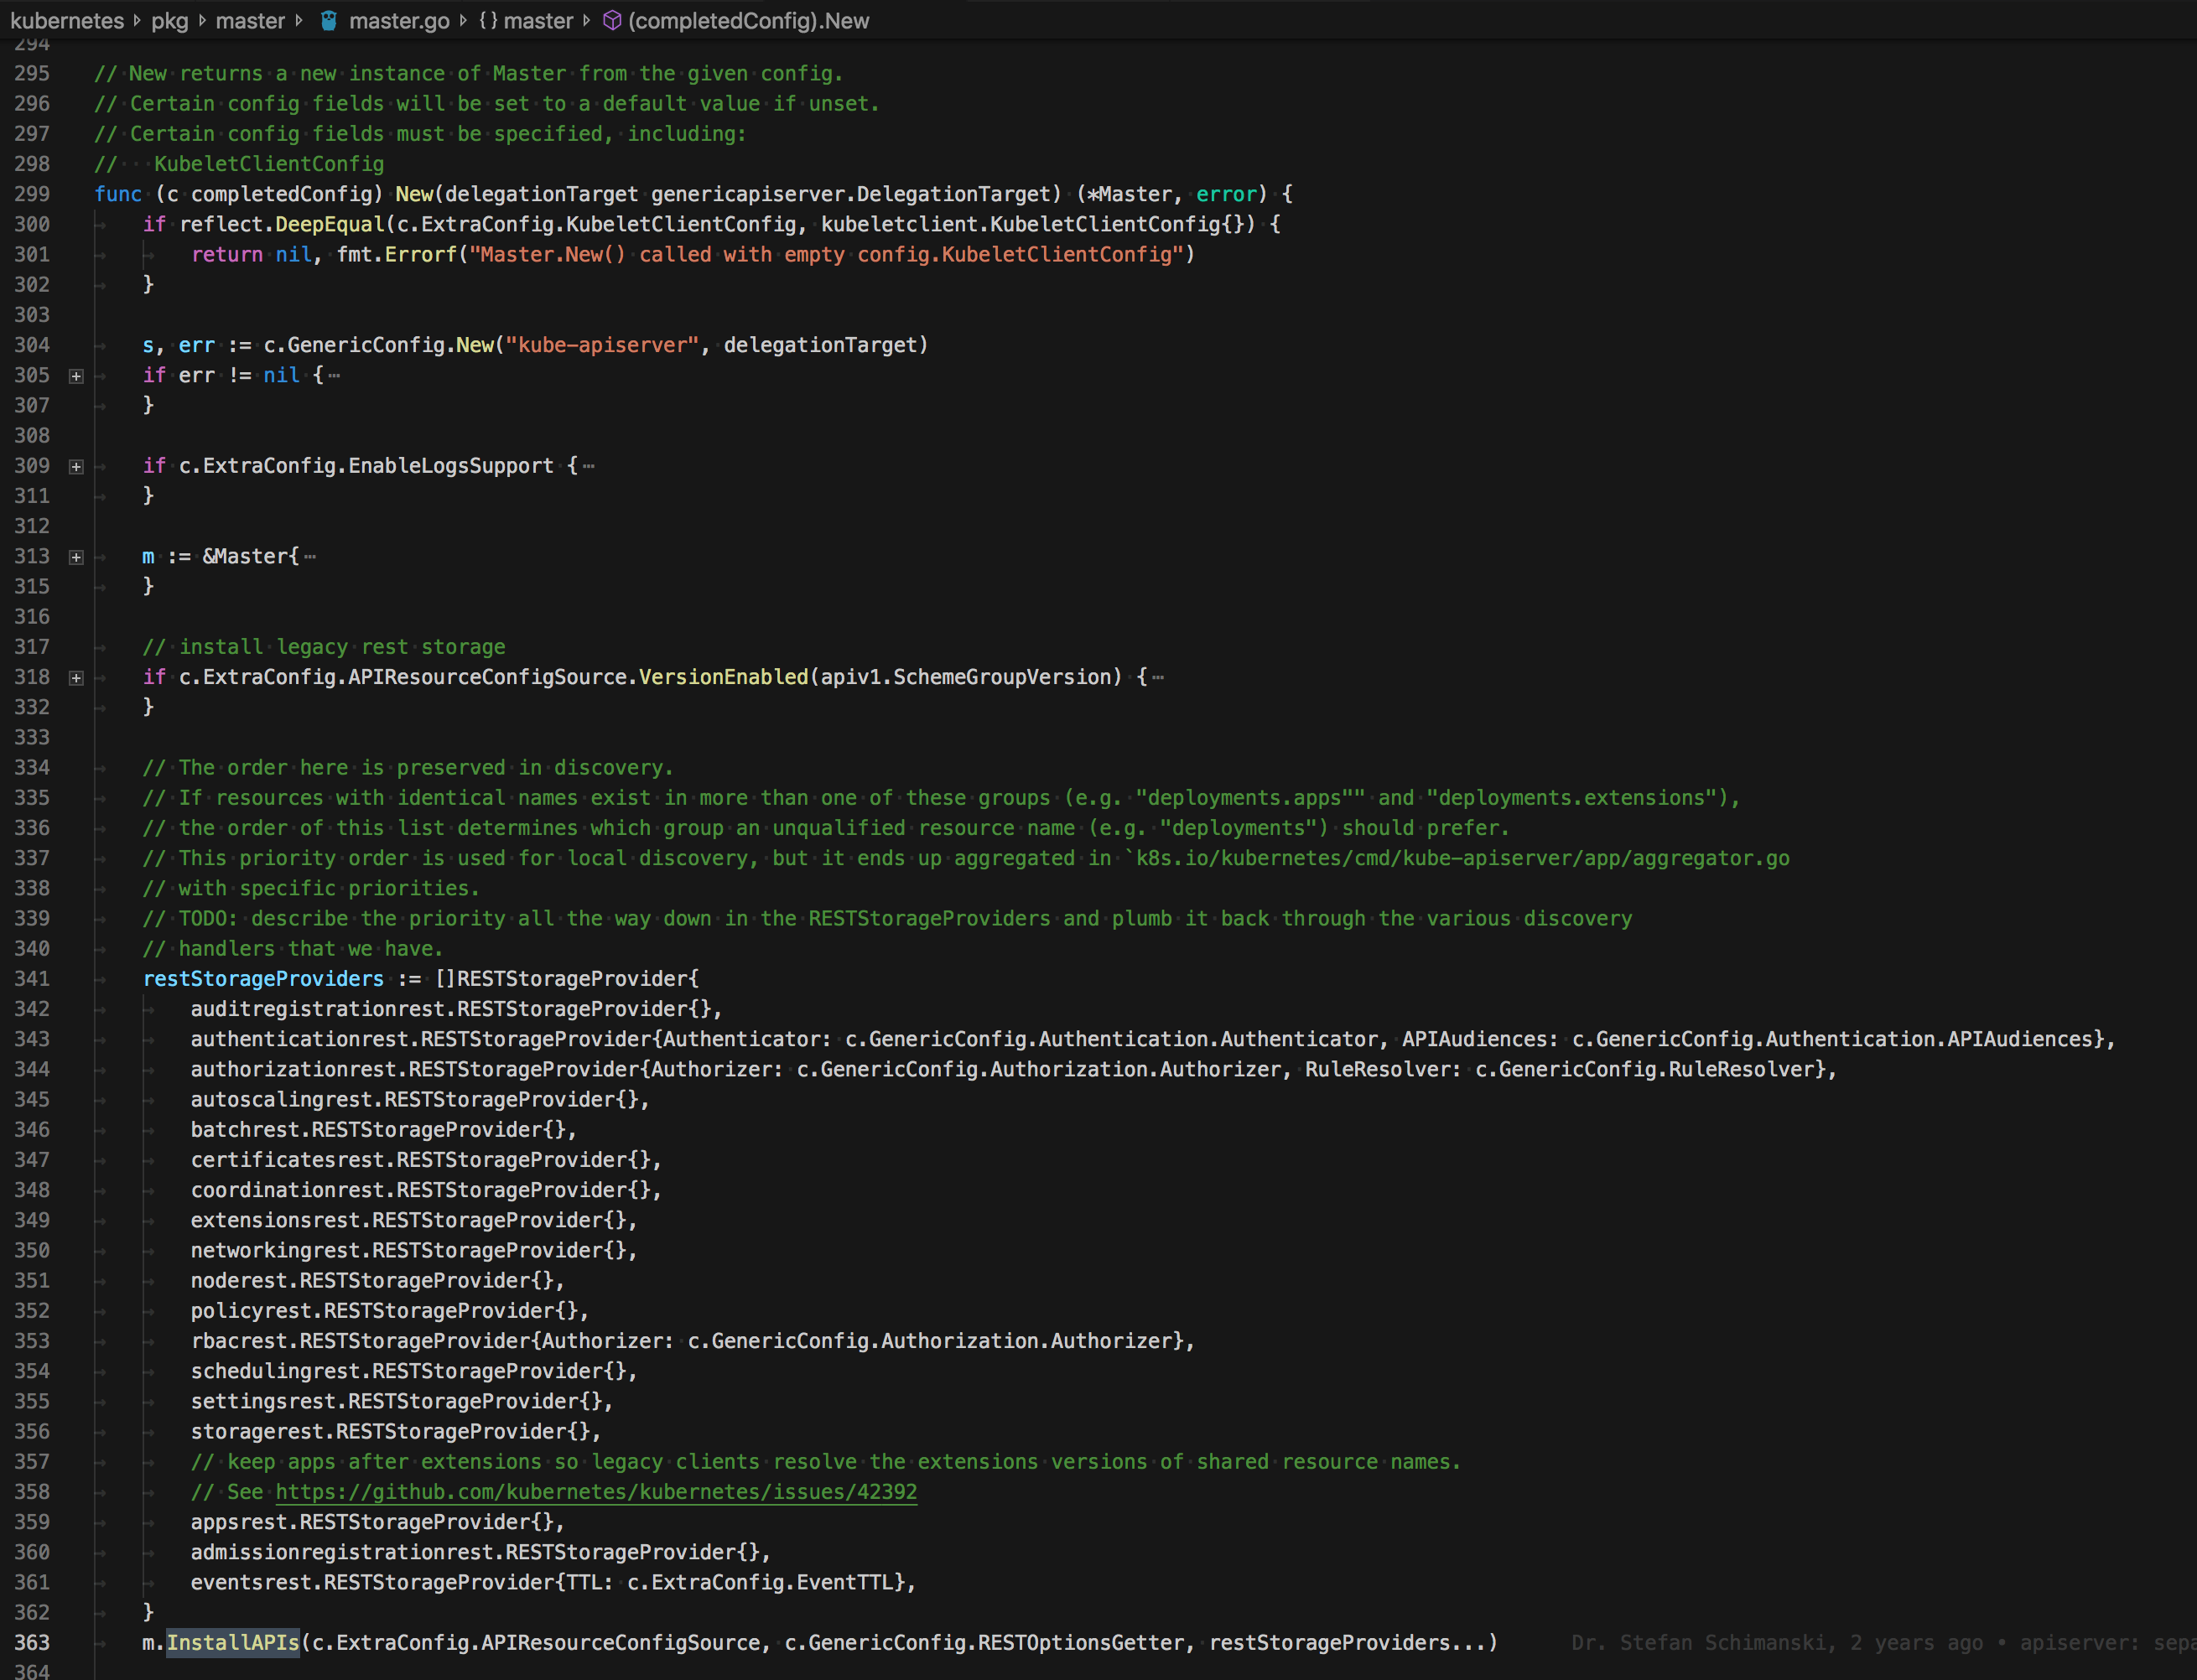 kubernetes pkg master master.go {} master (completedConfig).New
294
295 // New returns a new instance of Master from the given config.
296 // Certain config fields will be set to a default value if unset.
297 // Certain config fields must be specified, including:
298 // KubeletClientConfig
299 func (c completedConfig) New(delegationTarget genericapiserver.DelegationTarget) (*Master, error) {
300 if reflect.DeepEqual(c.ExtraConfig.KubeletClientConfig, kubeletclient.KubeletClientConfig{}) {
301 return nil, fmt.Errorf("Master.New() called with empty config.KubeletClientConfig")
302 }
303
304 s, err := c.GenericConfig.New("kube-apiserver", delegationTarget)
305 if err != nil {…
307 }
308
309 if c.ExtraConfig.EnableLogsSupport {…
311 }
312
313 m := &Master{…
315 }
316
317 // install legacy rest storage
318 if c.ExtraConfig.APIResourceConfigSource.VersionEnabled(apiv1.SchemeGroupVersion) {…
332 }
333
334 // The order here is preserved in discovery.
335 // If resources with identical names exist in more than one of these groups (e.g. "deployments.apps"" and "deployments.extensions"),
336 // the order of this list determines which group an unqualified resource name (e.g. "deployments") should prefer.
337 // This priority order is used for local discovery, but it ends up aggregated in `k8s.io/kubernetes/cmd/kube-apiserver/app/aggregator.go
338 // with specific priorities.
339 // TODO: describe the priority all the way down in the RESTStorageProviders and plumb it back through the various discovery
340 // handlers that we have.
341 restStorageProviders := []RESTStorageProvider{
342 auditregistrationrest.RESTStorageProvider{},
343 authenticationrest.RESTStorageProvider{Authenticator: c.GenericConfig.Authentication.Authenticator, APIAudiences: c.GenericConfig.Authentication.APIAudiences},
344 authorizationrest.RESTStorageProvider{Authorizer: c.GenericConfig.Authorization.Authorizer, RuleResolver: c.GenericConfig.RuleResolver},
345 autoscalingrest.RESTStorageProvider{},
346 batchrest.RESTStorageProvider{},
347 certificatesrest.RESTStorageProvider{},
348 coordinationrest.RESTStorageProvider{},
349 extensionsrest.RESTStorageProvider{},
350 networkingrest.RESTStorageProvider{},
351 noderest.RESTStorageProvider{},
352 policyrest.RESTStorageProvider{},
353 rbacrest.RESTStorageProvider{Authorizer: c.GenericConfig.Authorization.Authorizer},
354 schedulingrest.RESTStorageProvider{},
355 settingsrest.RESTStorageProvider{},
356 storagerest.RESTStorageProvider{},
357 // keep apps after extensions so legacy clients resolve the extensions versions of shared resource names.
358 // See https://github.com/kubernetes/kubernetes/issues/42392
359 appsrest.RESTStorageProvider{},
360 admissionregistrationrest.RESTStorageProvider{},
361 eventsrest.RESTStorageProvider{TTL: c.ExtraConfig.EventTTL},
362 }
363 m.InstallAPIs(c.ExtraConfig.APIResourceConfigSource, c.GenericConfig.RESTOptionsGetter, restStorageProviders...) Dr. Stefan Schimanski, 2 years ago • apiserver: sepa
364